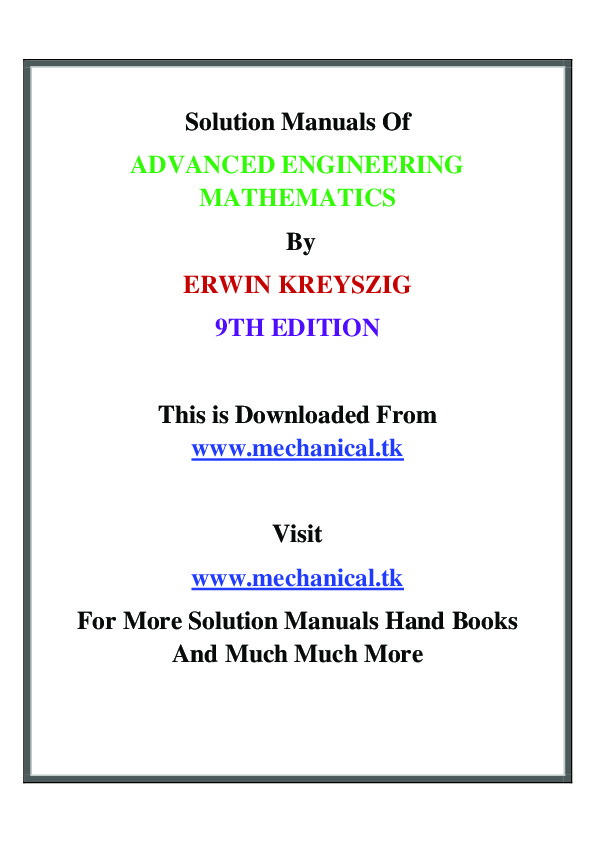 Solution Manuals Of
ADVANCED ENGINEERING
MATHEMATICS
By
ERWIN KREYSZIG
9TH EDITION
This is Downloaded From
www.mechanical.tk
Visit
www.mechanical.tk
For More Solution Manuals Hand Books
And Much Much More